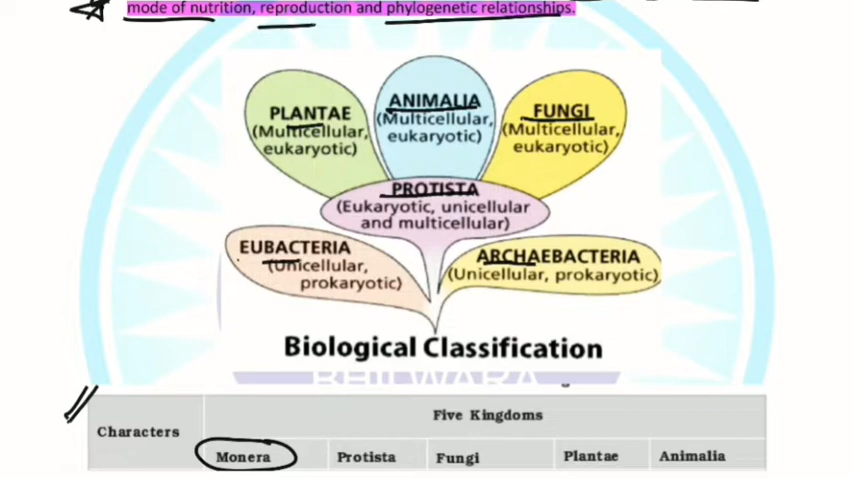 mode of nutrition, reproduction and phylogenetic relationships.
PLANTAE
(Multicellular,
eukaryotic)
ANIMALIA
(Multicellular,
eukaryotic)
FUNGI
(Multicellular,
eukaryotic)
PROTISTA
(Eukaryotic, unicellular
and multicellular)
EUBACTERIA
(Unicellular,
prokaryotic)
ARCHAEBACTERIA
(Unicellular, prokaryotic)
Biological Classification
BHILWARA
Characters
Five Kingdoms
Monera
Protista
Fungi
Plantae
Animalia